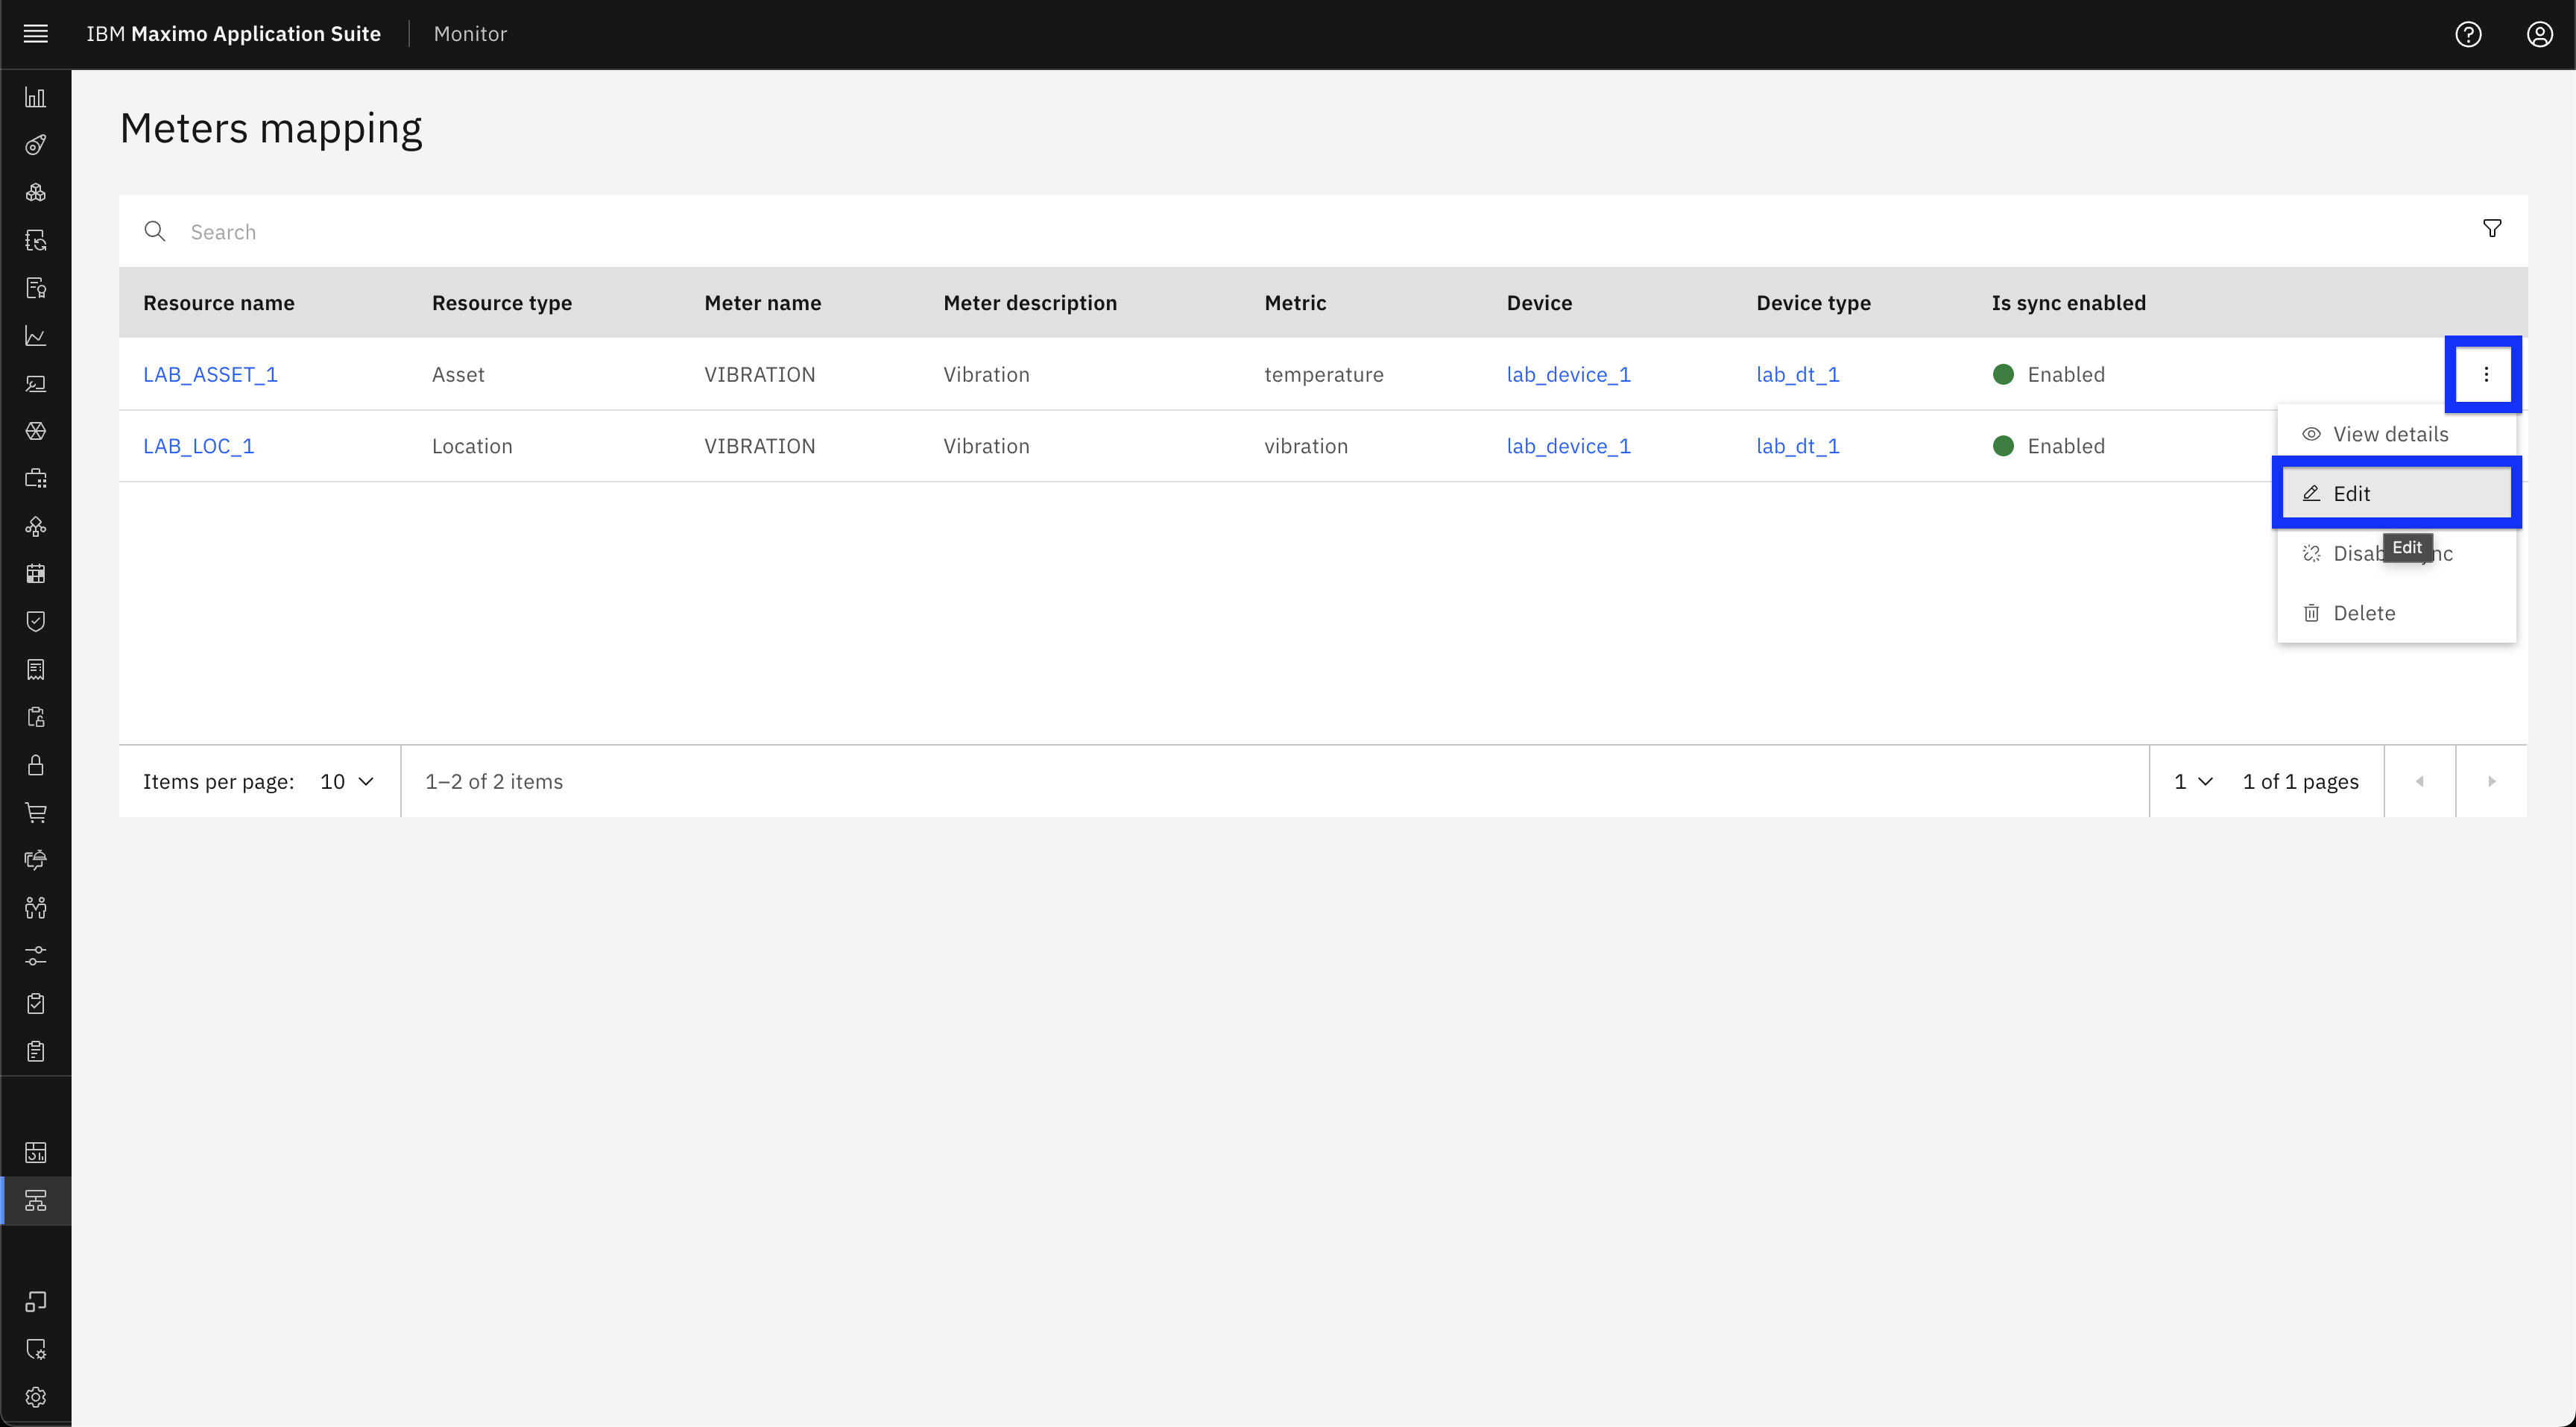 IBM Maximo Application Suite Monitor
Meters mapping
Search
Resource name Resource type Meter name Meter description Metric Device Device type Is sync enabled
LAB_ASSET_1 Asset VIBRATION Vibration temperature lab_device_1 lab_dt_1 Enabled
View details
LAB_LOC_1 Location VIBRATION Vibration vibration lab_device_1 lab_dt_1 Enabled
Edit
Edit
Delete
Items per page: 10 1–2 of 2 items 1 1 of 1 pages